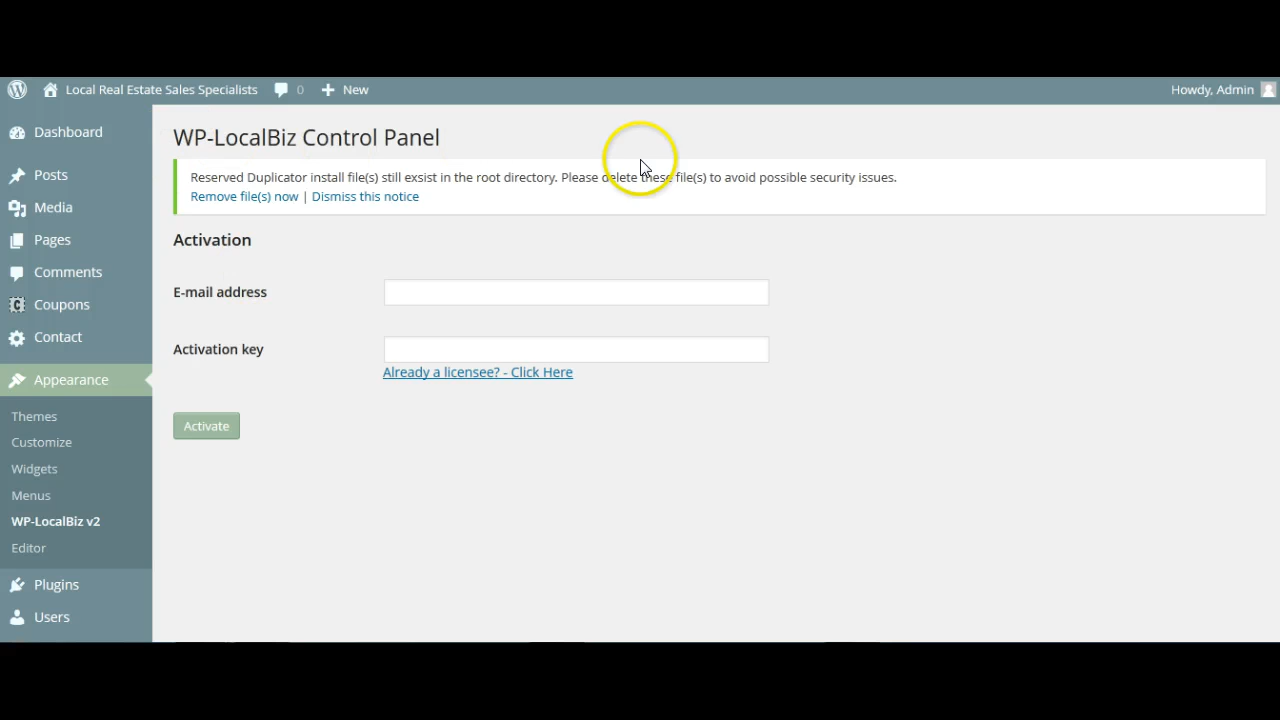 Local Real Estate Sales Specialists 0 New Howdy, Admin
Dashboard
Posts
Media
Pages
Comments
Coupons
Contact
Appearance
Themes
Customize
Widgets
Menus
WP-LocalBiz v2
Editor
Plugins
Users
WP-LocalBiz Control Panel
Reserved Duplicator install file(s) still exsist in the root directory. Please delete these file(s) to avoid possible security issues.
Remove file(s) now | Dismiss this notice
Activation
E-mail address
Activation key
Already a licensee? - Click Here
Activate